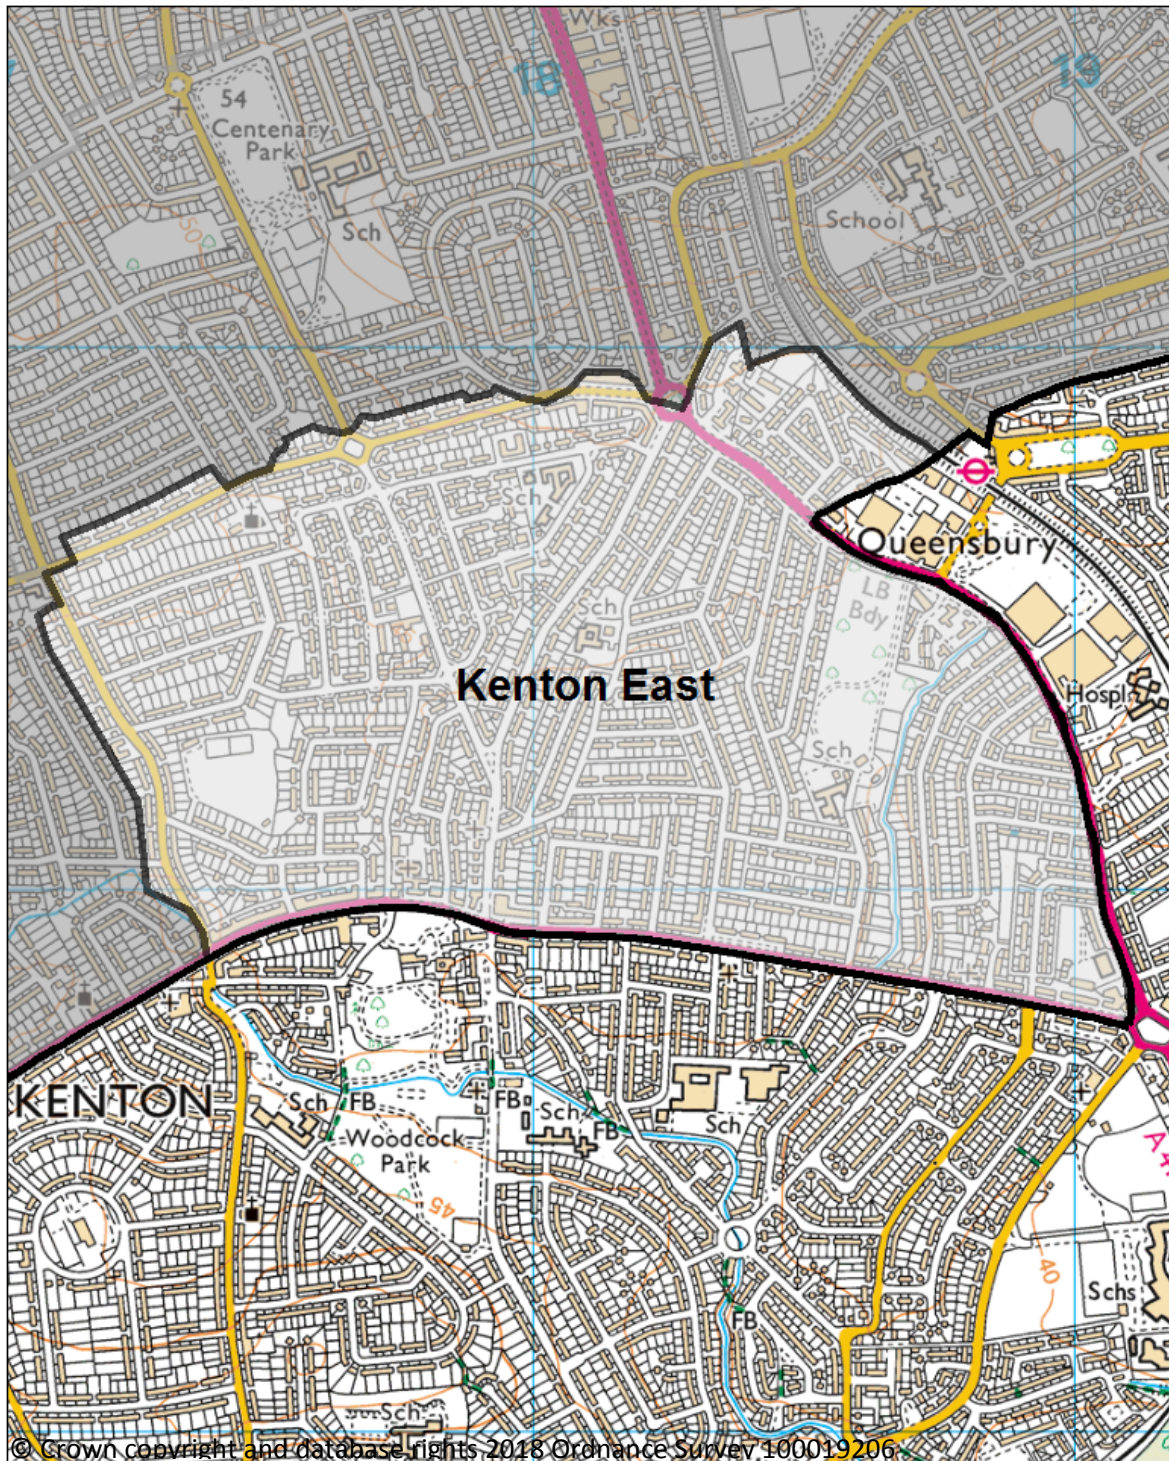 Wks
18
19
54
Centenary
Park
Sch
School
50
Sch
Queensbury
LB
Bdy
Sch
Kenton East
Hospl
Sch
KENTON
Sch
FB
FB
Sch
FB
Sch
Woodcock
Park
45
40
Schs
FB
Sch
© Crown copyright and database rights 2018 Ordnance Survey 100019206.